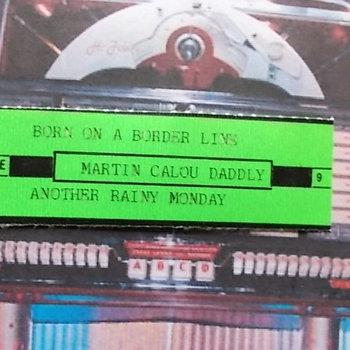 BORN ON A BORDER LINE
E
MARTIN CALOU DADDLY
9
ANOTHER RAINY MONDAY
A B C D